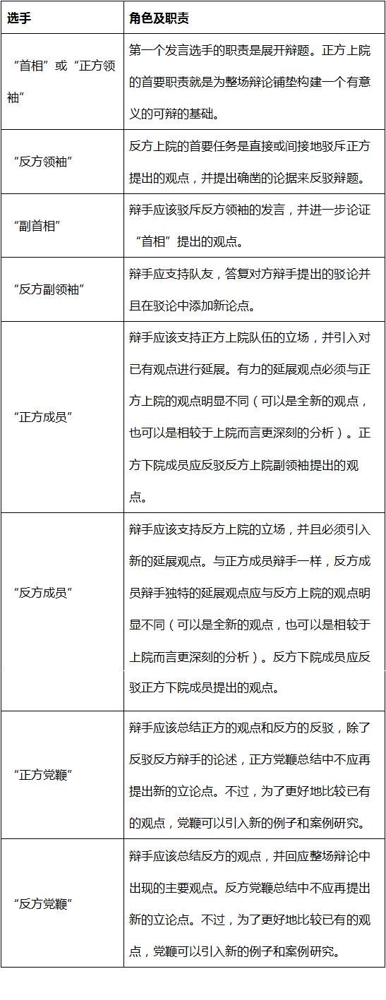 选手
角色及职责
“首相”或“正方领
袖”
第一个发言选手的职责是展开辩题。正方上院
的首要职责就是为整场辩论铺垫构建一个有意
义的可辩的基础。
“反方领袖”
反方上院的首要任务是直接或间接地驳斥正方
提出的观点，并提出确凿的论据来反驳辩题。
“副首相”
辩手应该驳斥反方领袖的发言，并进一步论证
“首相”提出的观点。
“反方副领袖”
辩手应支持队友，答复对方辩手提出的驳论并
且在驳论中添加新论点。
“正方成员”
辩手应该支持正方上院队伍的立场，并引入对
已有观点进行延展。有力的延展观点必须与正
方上院的观点明显不同（可以是全新的观点，
也可以是相较于上院而言更深刻的分析）。正
方下院成员应反驳反方上院副领袖提出的观
点。
“反方成员”
辩手应该支持反方上院的立场，并且必须引入
新的延展观点。与正方成员辩手一样，反方成
员辩手独特的延展观点应与反方上院的观点明
显不同（可以是全新的观点，也可以是相较于
上院而言更深刻的分析）。反方下院成员应反
驳正方下院成员提出的观点。
“正方党鞭”
辩手应该总结正方的观点和反方的反驳，除了
反驳反方辩手的论述，正方党鞭总结中不应再
提出新的立论点。不过，为了更好地比较已有
的观点，党鞭可以引入新的例子和案例研究。
“反方党鞭”
辩手应该总结反方的观点，并回应整场辩论中
出现的主要观点。反方党鞭总结中不应再提出
新的立论点。不过，为了更好地比较已有的观
点，党鞭可以引入新的例子和案例研究。